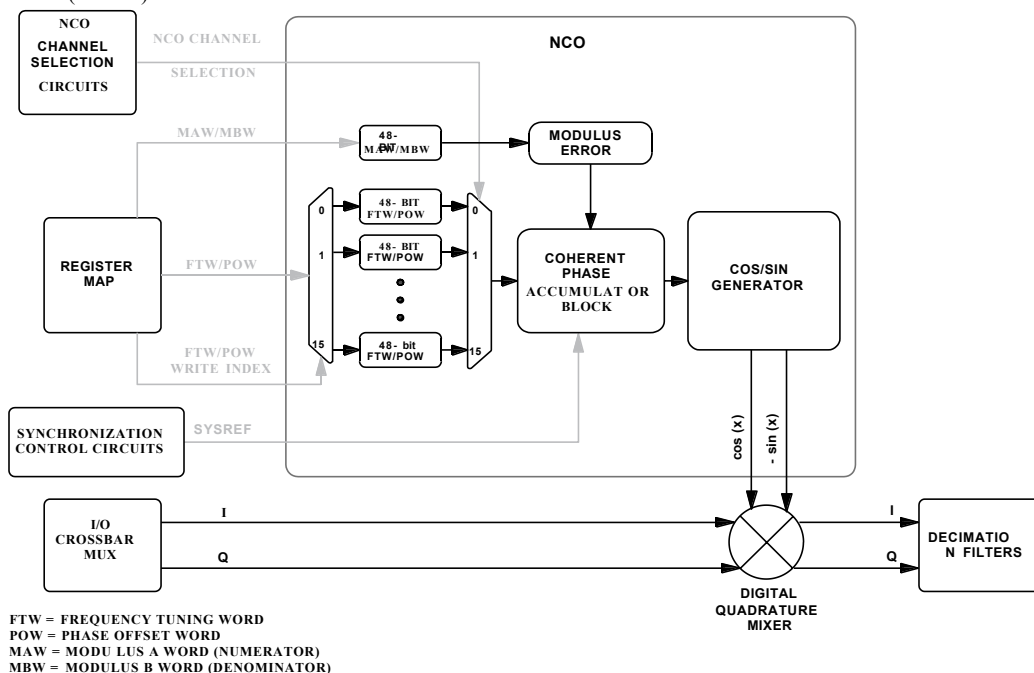 NCO
CHANNEL
SELECTION
CIRCUITS
NCO CHANNEL
SELECTION
NCO
MAW/MBW
48-
BIT
MAW/MBW
MODULUS
ERROR
REGISTER
MAP
FTW/POW
FTW/POW
WRITE INDEX
0
1
15
48- BIT
FTW/POW
48- BIT
FTW/POW
48- bit
FTW/POW
0
1
15
COHERENT
PHASE
ACCUMULAT OR
BLOCK
COS/SIN
GENERATOR
SYNCHRONIZATION
CONTROL CIRCUITS
SYSREF
cos (x)
- sin (x)
I/O
CROSSBAR
MUX
I
Q
DIGITAL
QUADRATURE
MIXER
I
Q
DECIMATIO
N FILTERS
FTW = FREQUENCY TUNING WORD
POW = PHASE OFFSET WORD
MAW = MODU LUS A WORD (NUMERATOR)
MBW = MODULUS B WORD (DENOMINATOR)